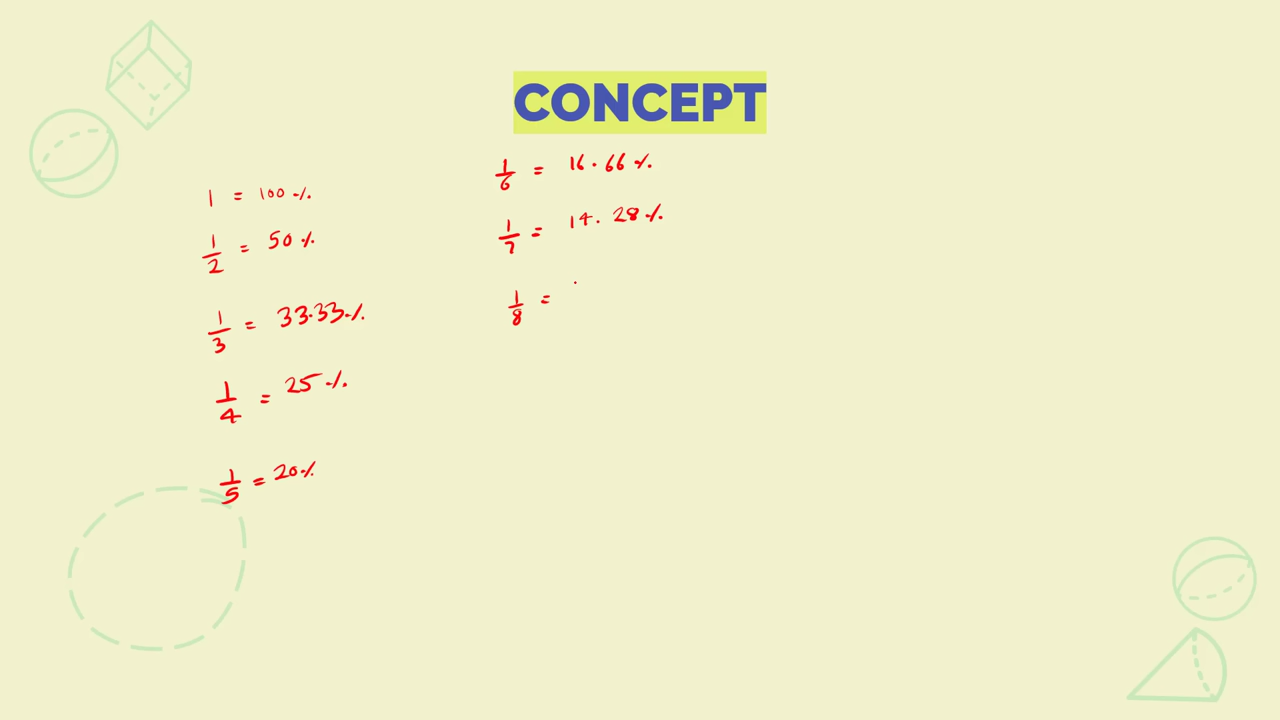 CONCEPT
1 = 100 %
1/2 = 50 %
1/3 = 33.33 %
1/4 = 25 %
1/5 = 20 %
1/6 = 16.66 %
1/7 = 14.28 %
1/8 =